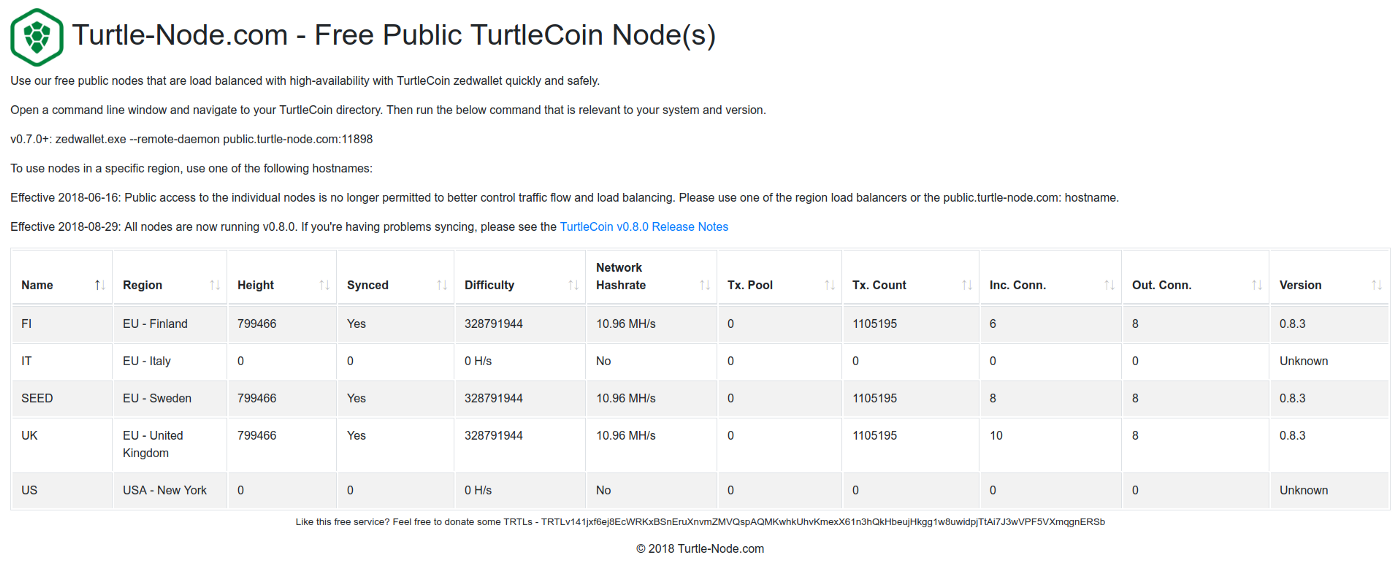 Turtle-Node.com - Free Public TurtleCoin Node(s)
Use our free public nodes that are load balanced with high-availability with TurtleCoin zedwallet quickly and safely.
Open a command line window and navigate to your TurtleCoin directory. Then run the below command that is relevant to your system and version.
v0.7.0+: zedwallet.exe --remote-daemon public.turtle-node.com:11898
To use nodes in a specific region, use one of the following hostnames:
Effective 2018-06-16: Public access to the individual nodes is no longer permitted to better control traffic flow and load balancing. Please use one of the region load balancers or the public.turtle-node.com: hostname.
Effective 2018-08-29: All nodes are now running v0.8.0. If you're having problems syncing, please see the TurtleCoin v0.8.0 Release Notes
Network
Name Region Height Synced Difficulty Hashrate Tx. Pool Tx. Count Inc. Conn. Out. Conn. Version
FI EU - Finland 799466 Yes 328791944 10.96 MH/s 0 1105195 6 8 0.8.3
IT EU - Italy 0 0 0 H/s No 0 0 0 0 Unknown
SEED EU - Sweden 799466 Yes 328791944 10.96 MH/s 0 1105195 8 8 0.8.3
UK EU - United 799466 Yes 328791944 10.96 MH/s 0 1105195 10 8 0.8.3
Kingdom
US USA - New York 0 0 0 H/s No 0 0 0 0 Unknown
Like this free service? Feel free to donate some TRTLs - TRTLv141jxf6ej8EcWRKxBSnEruXnvmZMVQspAQMKwhkUhvKmexX61n3hQkHbeujHkgg1w8uwidpjTtAi7J3wVPF5VXmqgnERSb
© 2018 Turtle-Node.com